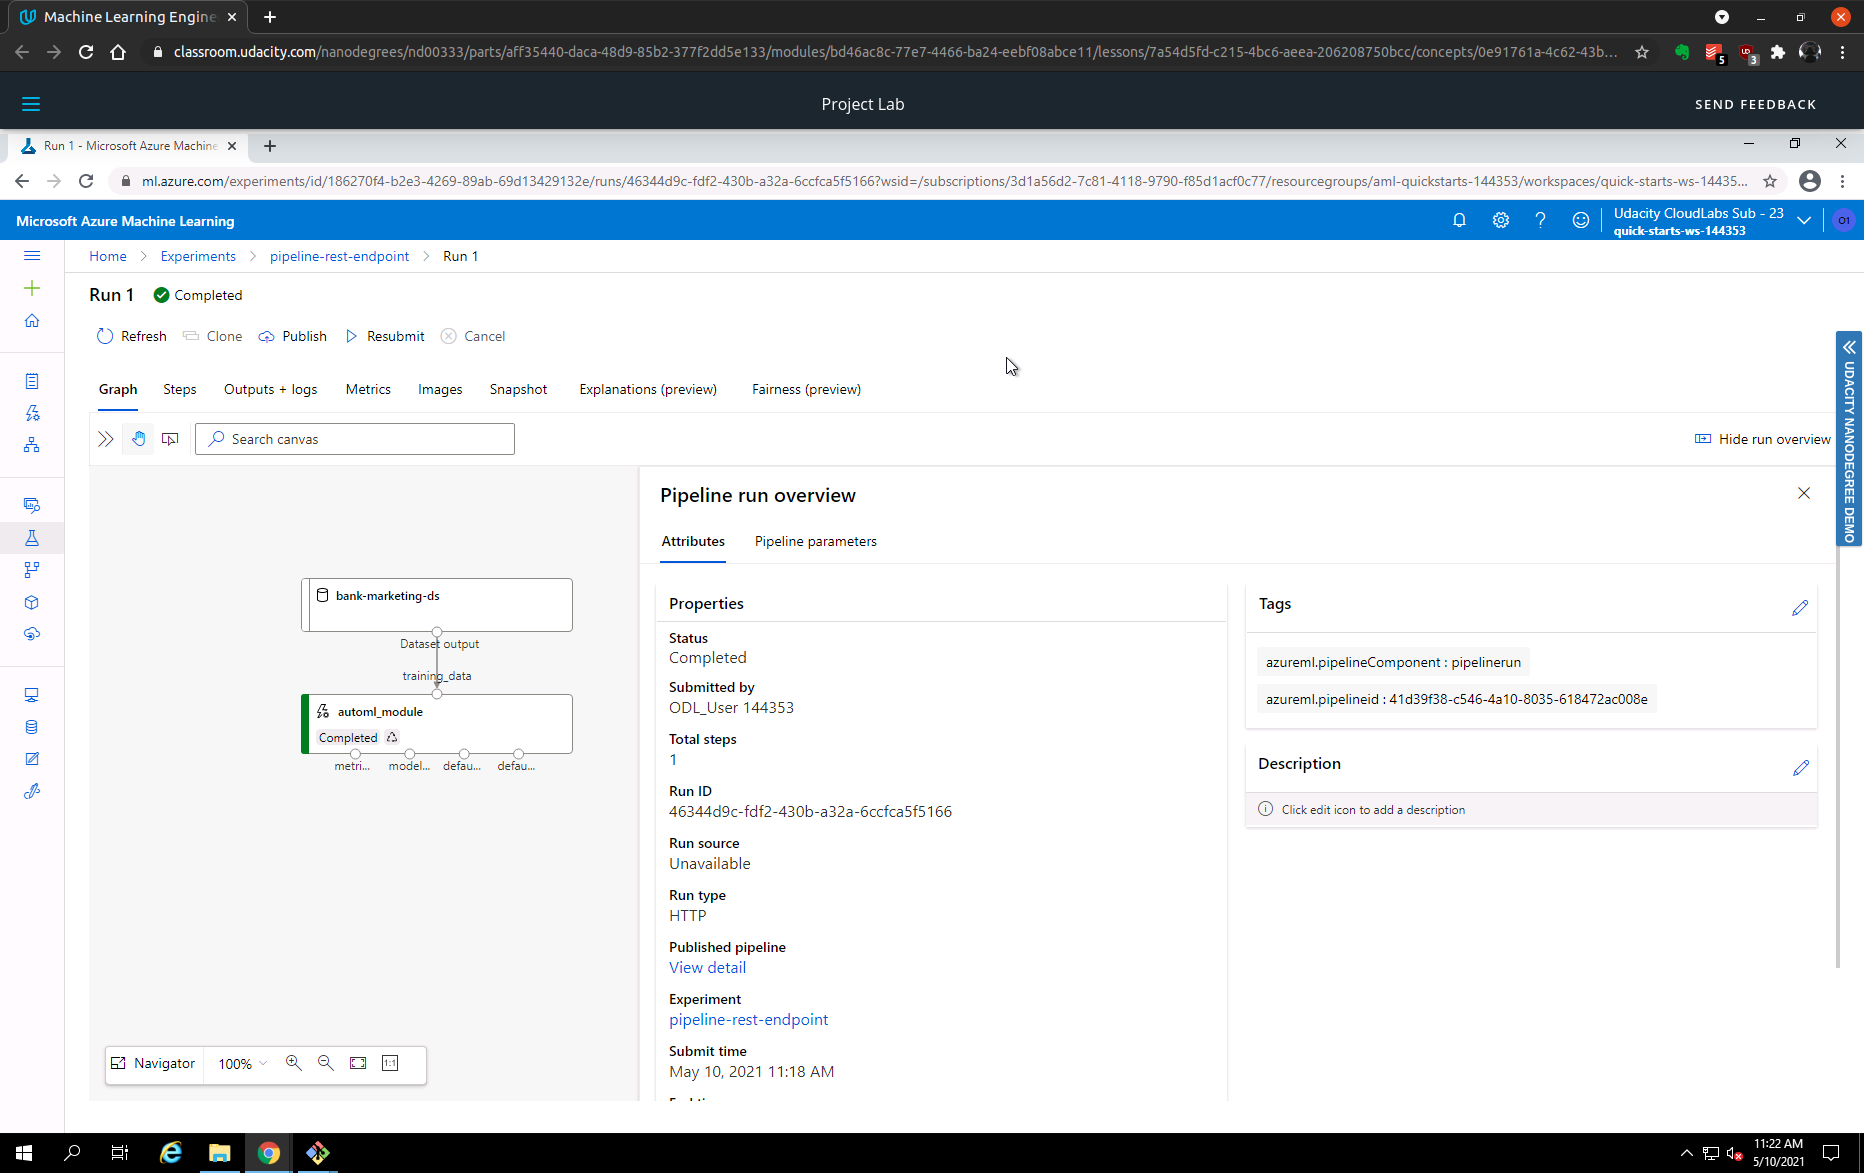 Machine Learning Engine
classroom.udacity.com/nanodegrees/nd00333/parts/aff35440-daca-48d9-85b2-377f2dd5e133/modules/bd46ac8c-77e7-4466-ba24-eebf08abce11/lessons/7a54d5fd-c215-4bc6-aeea-206208750bcc/concepts/0e91761a-4c62-43b...
5
3
Project Lab
SEND FEEDBACK
Run 1 - Microsoft Azure Machine
ml.azure.com/experiments/id/186270f4-b2e3-4269-89ab-69d13429132e/runs/46344d9c-fdf2-430b-a32a-6ccfca5f5166?wsid=/subscriptions/3d1a56d2-7c81-4118-9790-f85d1acf0c77/resourcegroups/aml-quickstarts-144353/workspaces/quick-starts-ws-14435...
Microsoft Azure Machine Learning
Udacity CloudLabs Sub - 23
quick-starts-ws-144353
O1
Home > Experiments > pipeline-rest-endpoint > Run 1
Run 1 Completed
Refresh Clone Publish Resubmit Cancel
Graph Steps Outputs + logs Metrics Images Snapshot Explanations (preview) Fairness (preview)
Search canvas
Hide run overview
UDACITY NANODEGREE DEMO
bank-marketing-ds
Dataset output
training_data
automl_module
Completed
metri... model... defau... defau...
Navigator 100% 1:1
Pipeline run overview
Attributes Pipeline parameters
Properties
Status
Completed
Submitted by
ODL_User 144353
Total steps
1
Run ID
46344d9c-fdf2-430b-a32a-6ccfca5f5166
Run source
Unavailable
Run type
HTTP
Published pipeline
View detail
Experiment
pipeline-rest-endpoint
Submit time
May 10, 2021 11:18 AM
Tags
azureml.pipelineComponent : pipelinerun
azureml.pipelineid : 41d39f38-c546-4a10-8035-618472ac008e
Description
Click edit icon to add a description
11:22 AM
5/10/2021